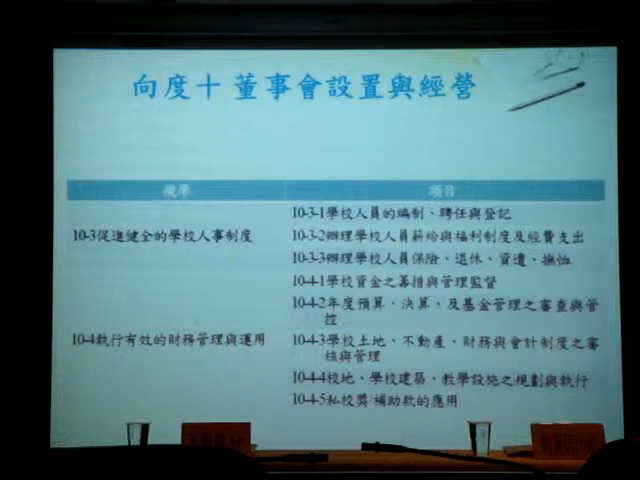 向度十 董事會設置與經營
規準
項目
10-3促進健全的學校人事制度
10-3-1學校人員的編制、聘任與登記
10-3-2辦理學校人員薪給與福利制度及經費支出
10-3-3辦理學校人員保險、退休、資遣、撫恤
10-4執行有效的財務管理與運用
10-4-1學校資金之籌措與管理監督
10-4-2年度預算、決算、及基金管理之審查與管
控
10-4-3學校土地、不動產、財務與會計制度之審
核與管理
10-4-4校地、學校建築、教學設施之規劃與執行
10-4-5私校獎/補助款的應用